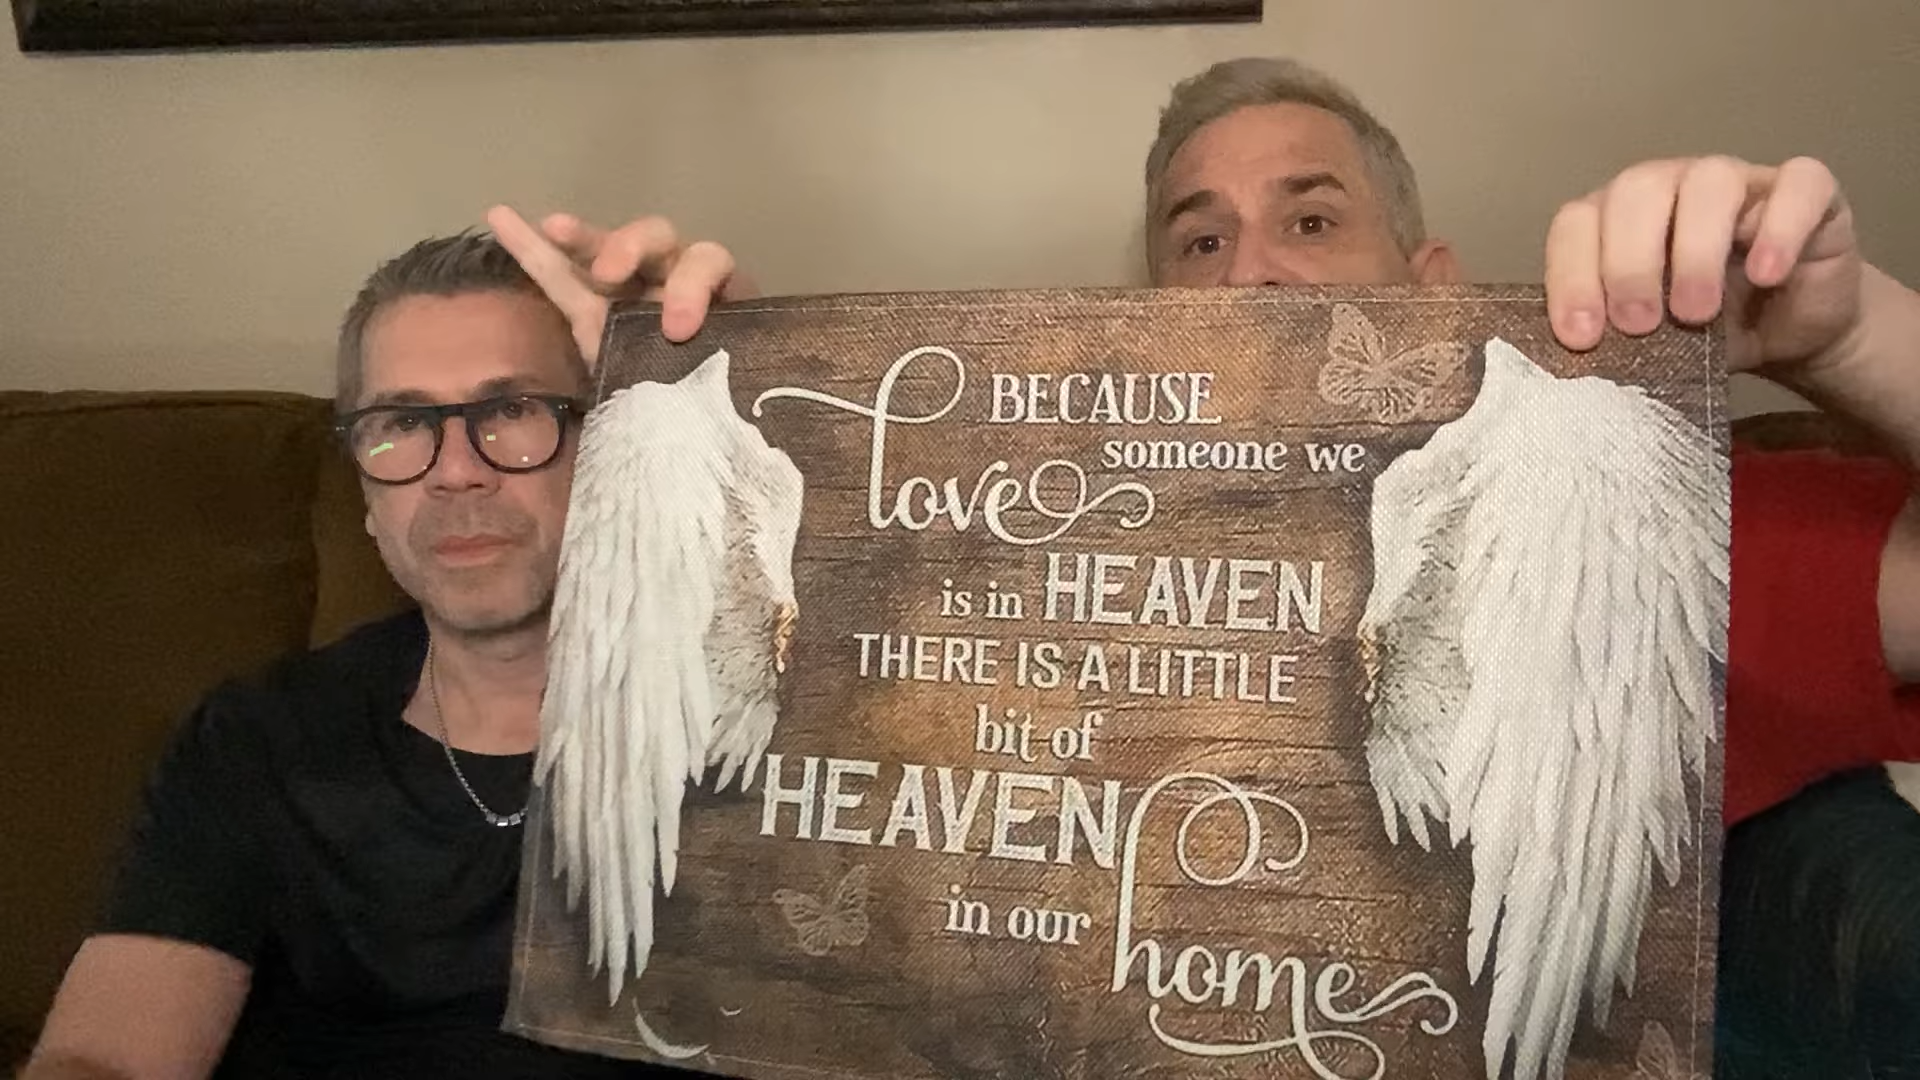 BECAUSE
someone we
love
is in HEAVEN
THERE IS A LITTLE
bit of
HEAVEN
in our
home